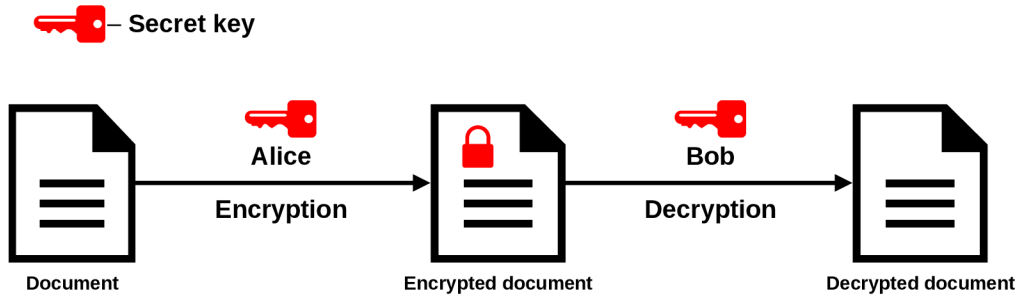 – Secret key
Alice
Encryption
Bob
Decryption
Document
Encrypted document
Decrypted document